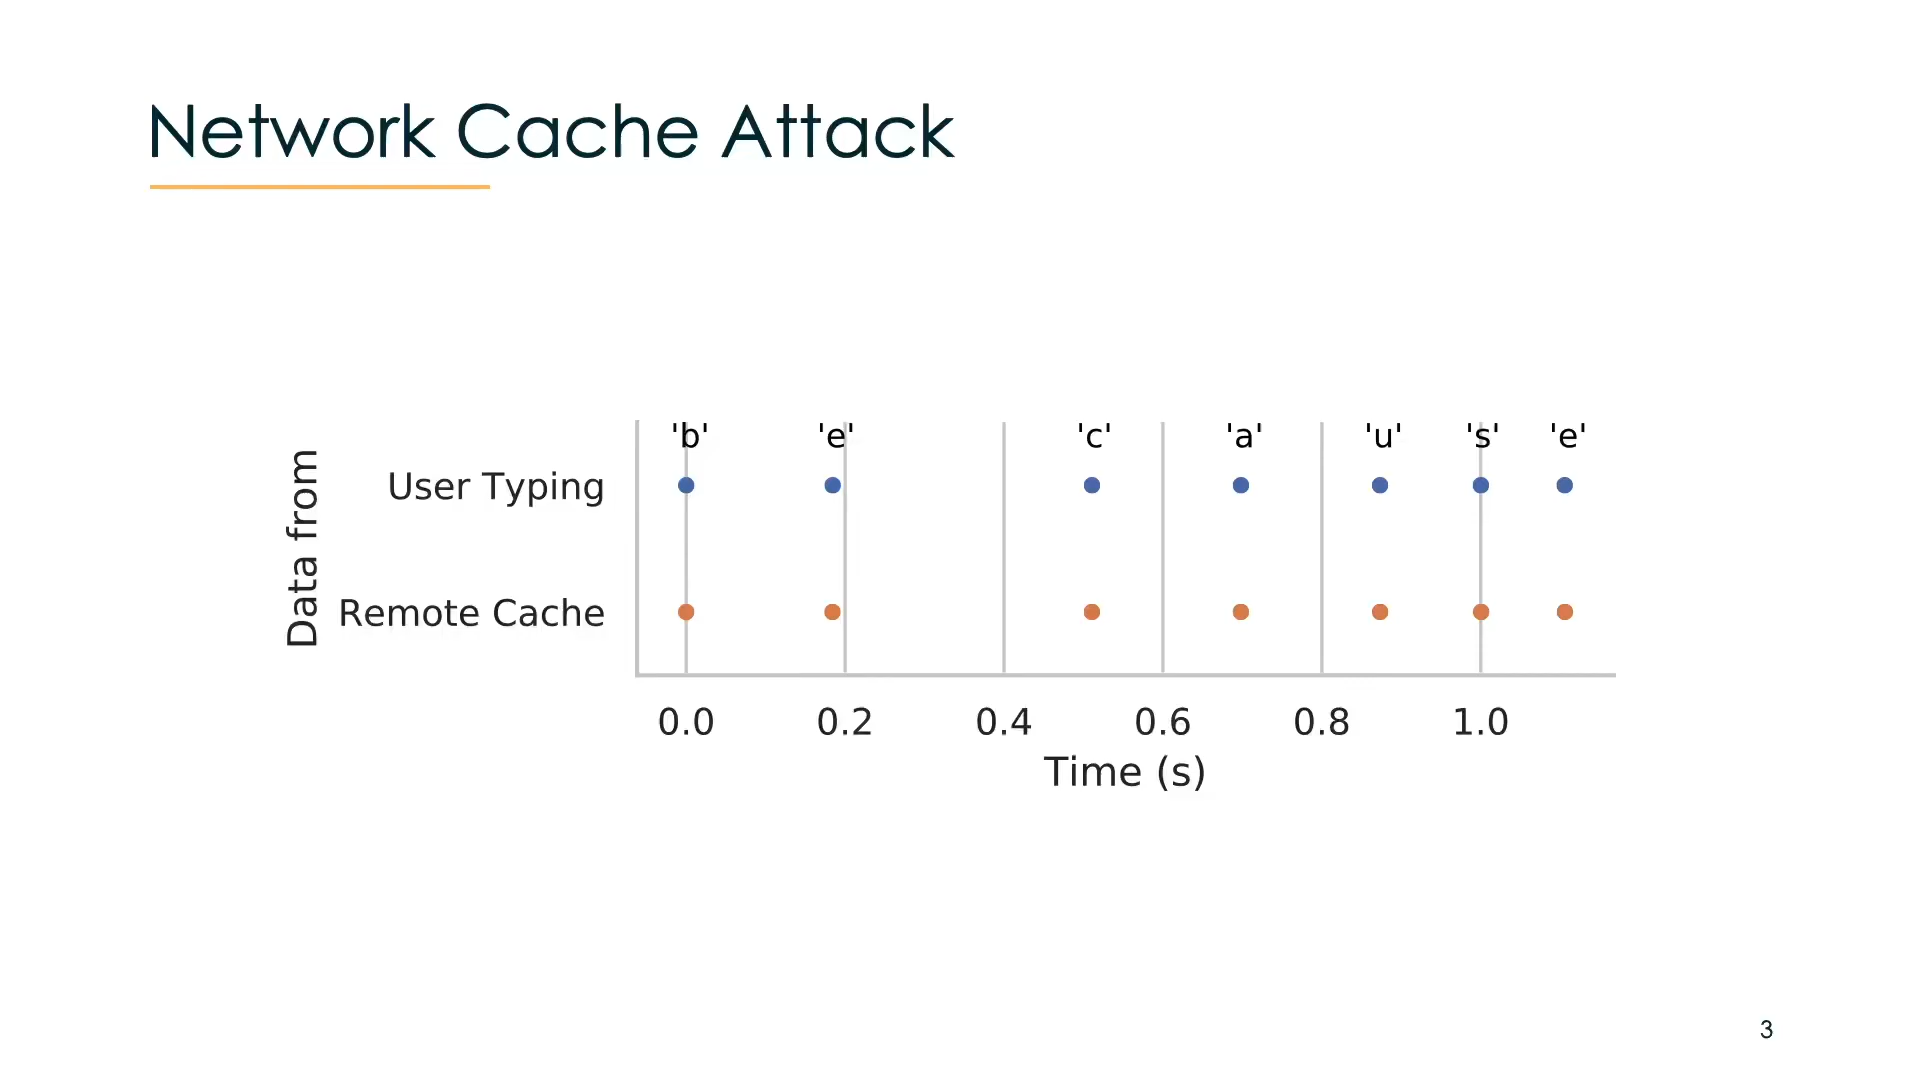 Network Cache Attack
'b' 'e' 'c' 'a' 'u' 's' 'e'
Data from
User Typing
Remote Cache
0.0 0.2 0.4 0.6 0.8 1.0
Time (s)
3